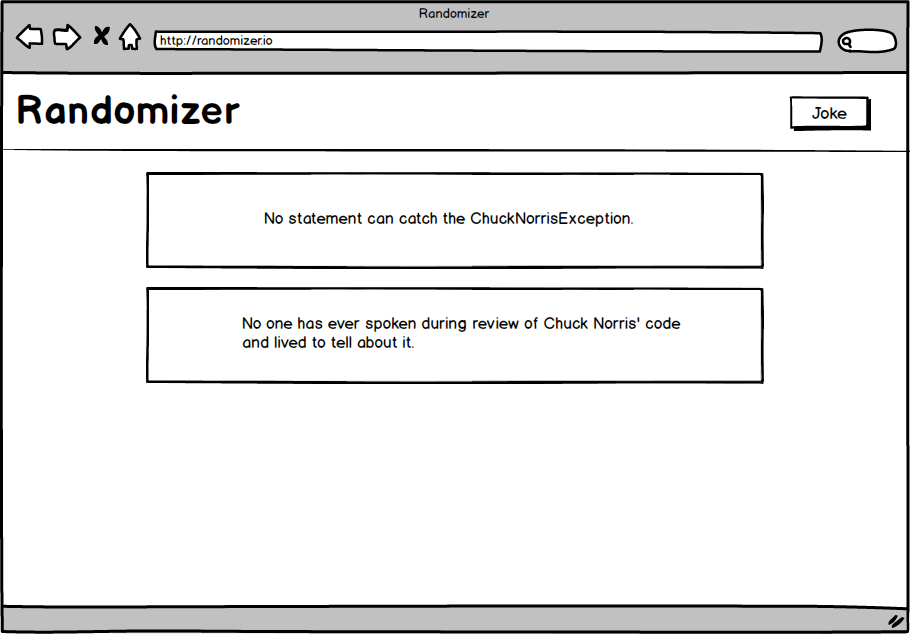 Randomizer
http://randomizer.io
Randomizer
Joke
No statement can catch the ChuckNorrisException.
No one has ever spoken during review of Chuck Norris' code
and lived to tell about it.